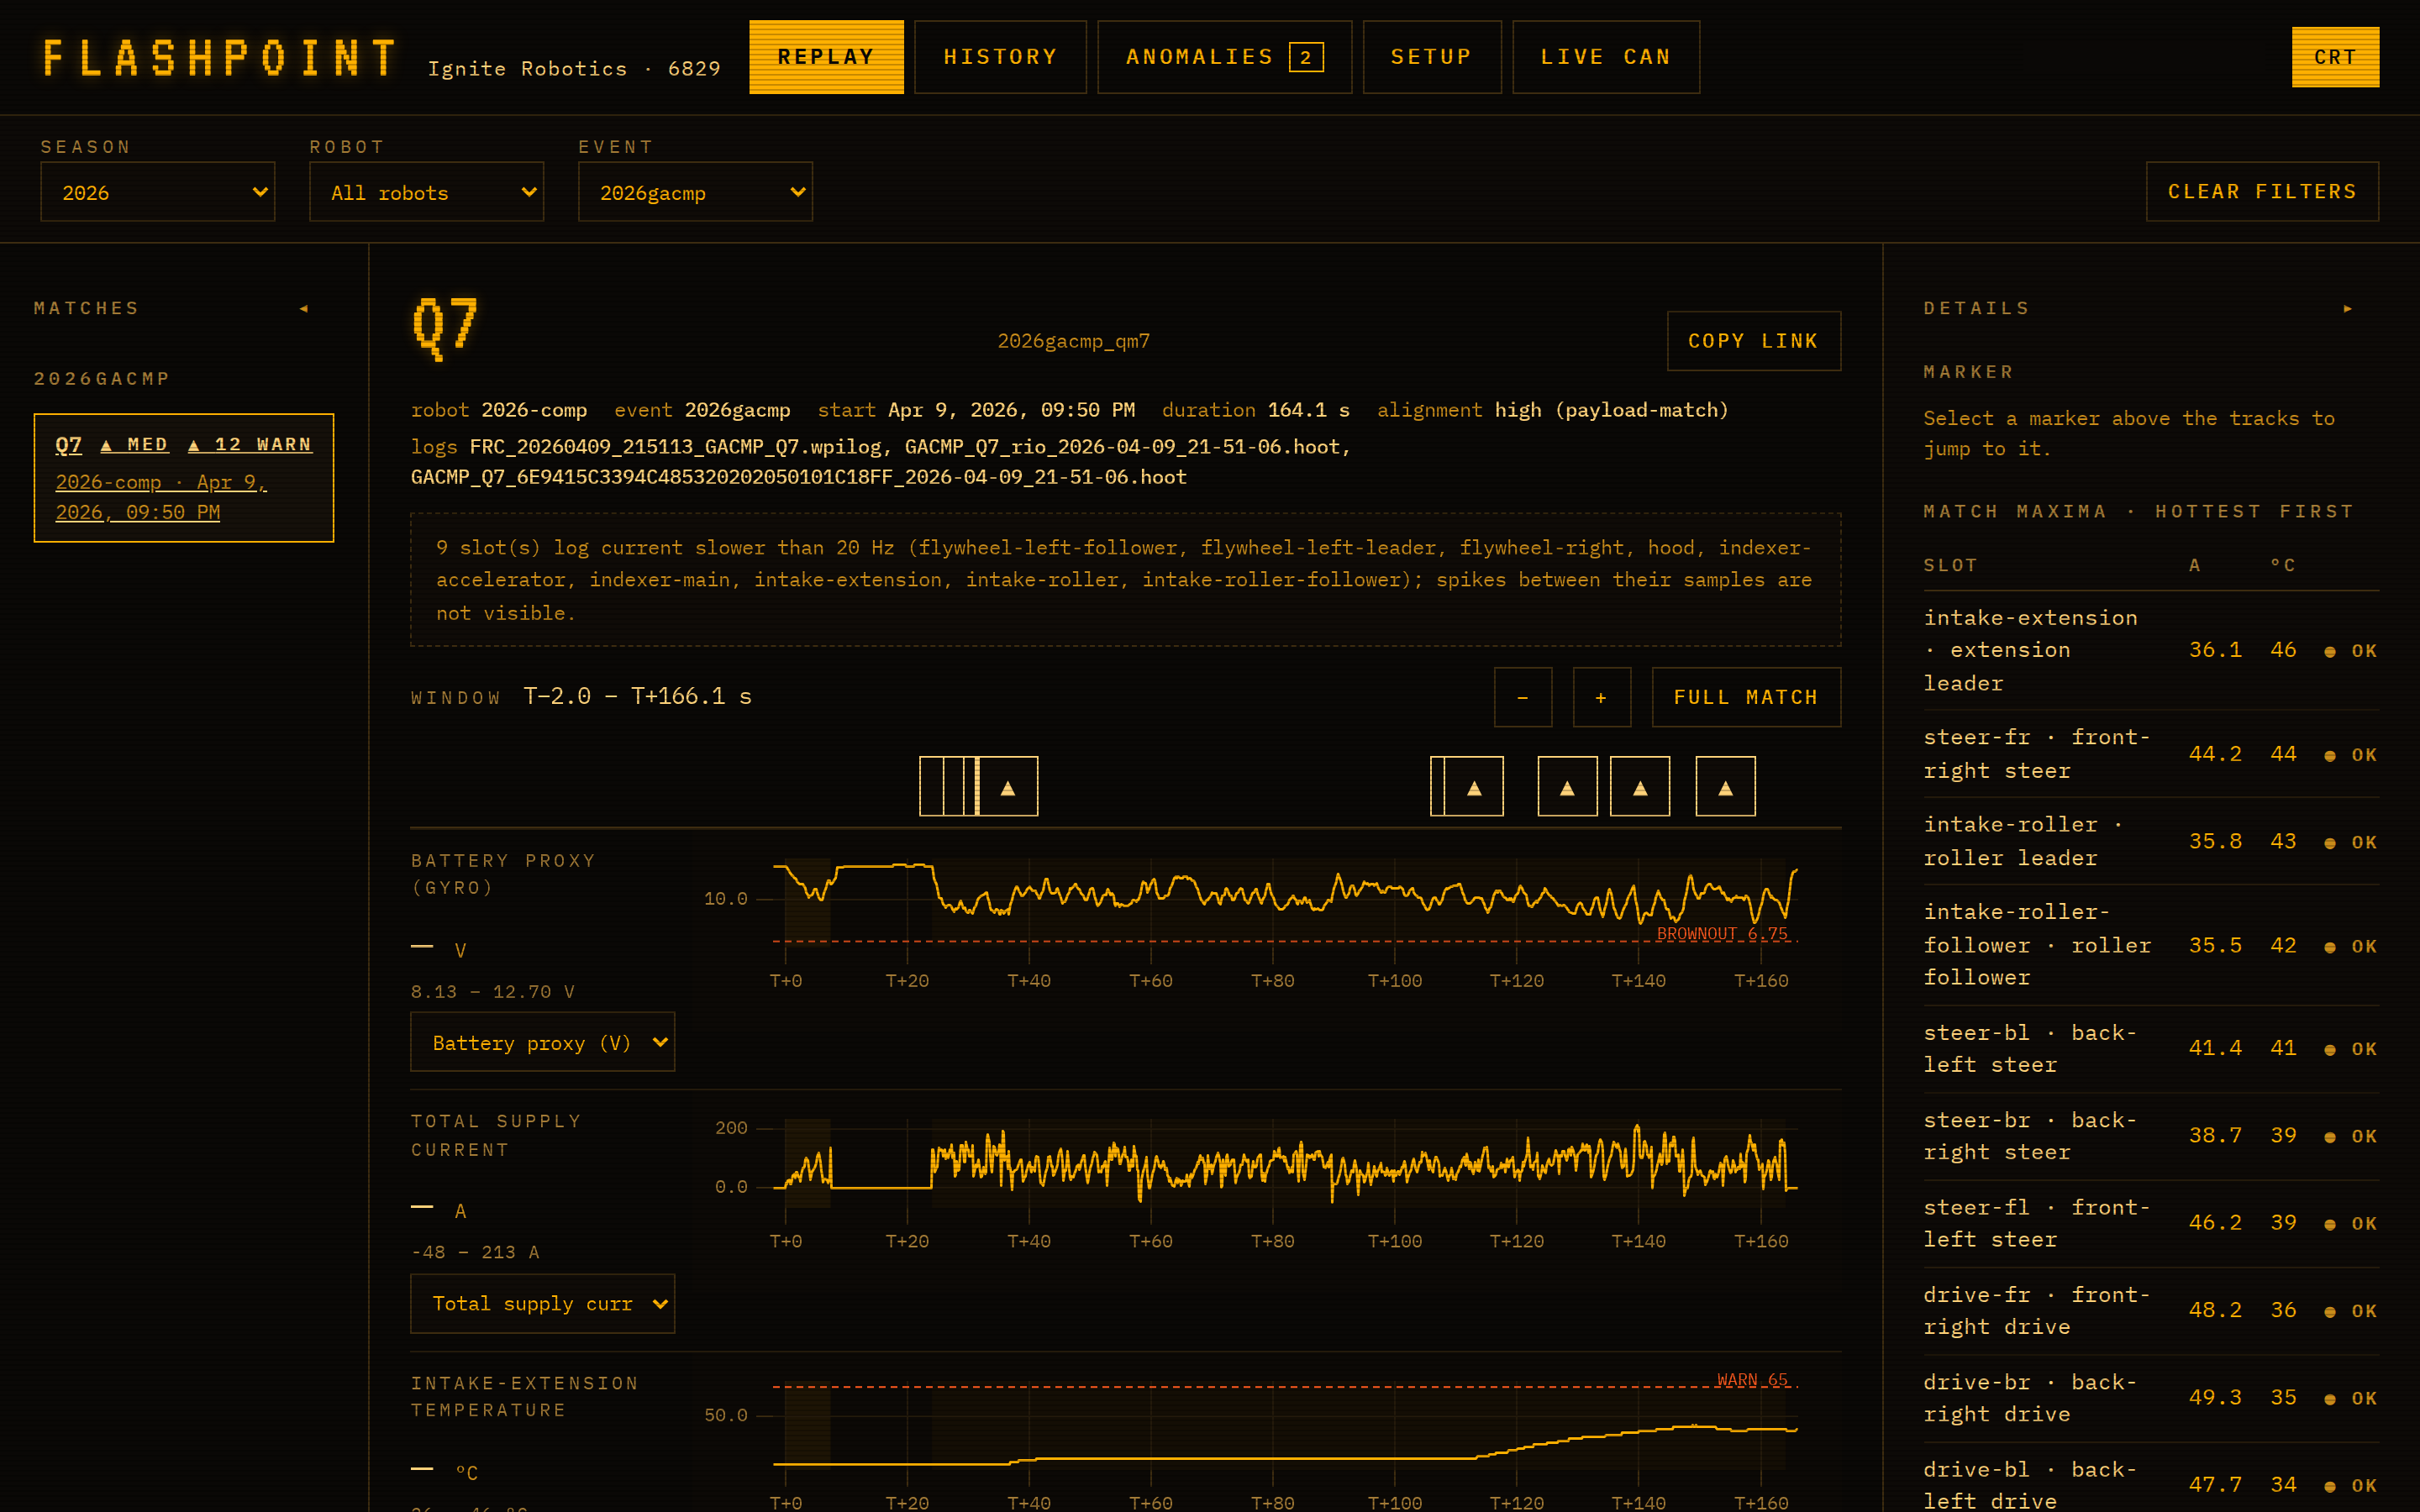 FLASHPOINT
Ignite Robotics · 6829
REPLAY
HISTORY
ANOMALIES 2
SETUP
LIVE CAN
CRT
SEASON
ROBOT
EVENT
2026
All robots
2026gacmp
CLEAR FILTERS
MATCHES ◂
2026GACMP
Q7 ▲ MED ▲ 12 WARN
2026-comp · Apr 9,
2026, 09:50 PM
Q7
2026gacmp_qm7
COPY LINK
robot 2026-comp event 2026gacmp start Apr 9, 2026, 09:50 PM duration 164.1 s alignment high (payload-match)
logs FRC_20260409_215113_GACMP_Q7.wpilog, GACMP_Q7_rio_2026-04-09_21-51-06.hoot,
GACMP_Q7_6E9415C3394C485320202050101C18FF_2026-04-09_21-51-06.hoot
9 slot(s) log current slower than 20 Hz (flywheel-left-follower, flywheel-left-leader, flywheel-right, hood, indexer-
accelerator, indexer-main, intake-extension, intake-roller, intake-roller-follower); spikes between their samples are
not visible.
WINDOW T−2.0 – T+166.1 s
− + FULL MATCH
▲ ▲ ▲ ▲ ▲
BATTERY PROXY
(GYRO)
— V
8.13 – 12.70 V
Battery proxy (V)
10.0
BROWNOUT 6.75
T+0 T+20 T+40 T+60 T+80 T+100 T+120 T+140 T+160
TOTAL SUPPLY
CURRENT
— A
-48 – 213 A
Total supply curr
200
0.0
T+0 T+20 T+40 T+60 T+80 T+100 T+120 T+140 T+160
INTAKE-EXTENSION
TEMPERATURE
— °C
WARN 65
50.0
T+0 T+20 T+40 T+60 T+80 T+100 T+120 T+140 T+160
DETAILS ▸
MARKER
Select a marker above the tracks to
jump to it.
MATCH MAXIMA · HOTTEST FIRST
SLOT A °C
intake-extension
· extension
leader
36.1 46 ● OK
steer-fr · front-
right steer
44.2 44 ● OK
intake-roller ·
roller leader
35.8 43 ● OK
intake-roller-
follower · roller
follower
35.5 42 ● OK
steer-bl · back-
left steer
41.4 41 ● OK
steer-br · back-
right steer
38.7 39 ● OK
steer-fl · front-
left steer
46.2 39 ● OK
drive-fr · front-
right drive
48.2 36 ● OK
drive-br · back-
right drive
49.3 35 ● OK
drive-bl · back-
left drive
47.7 34 ● OK